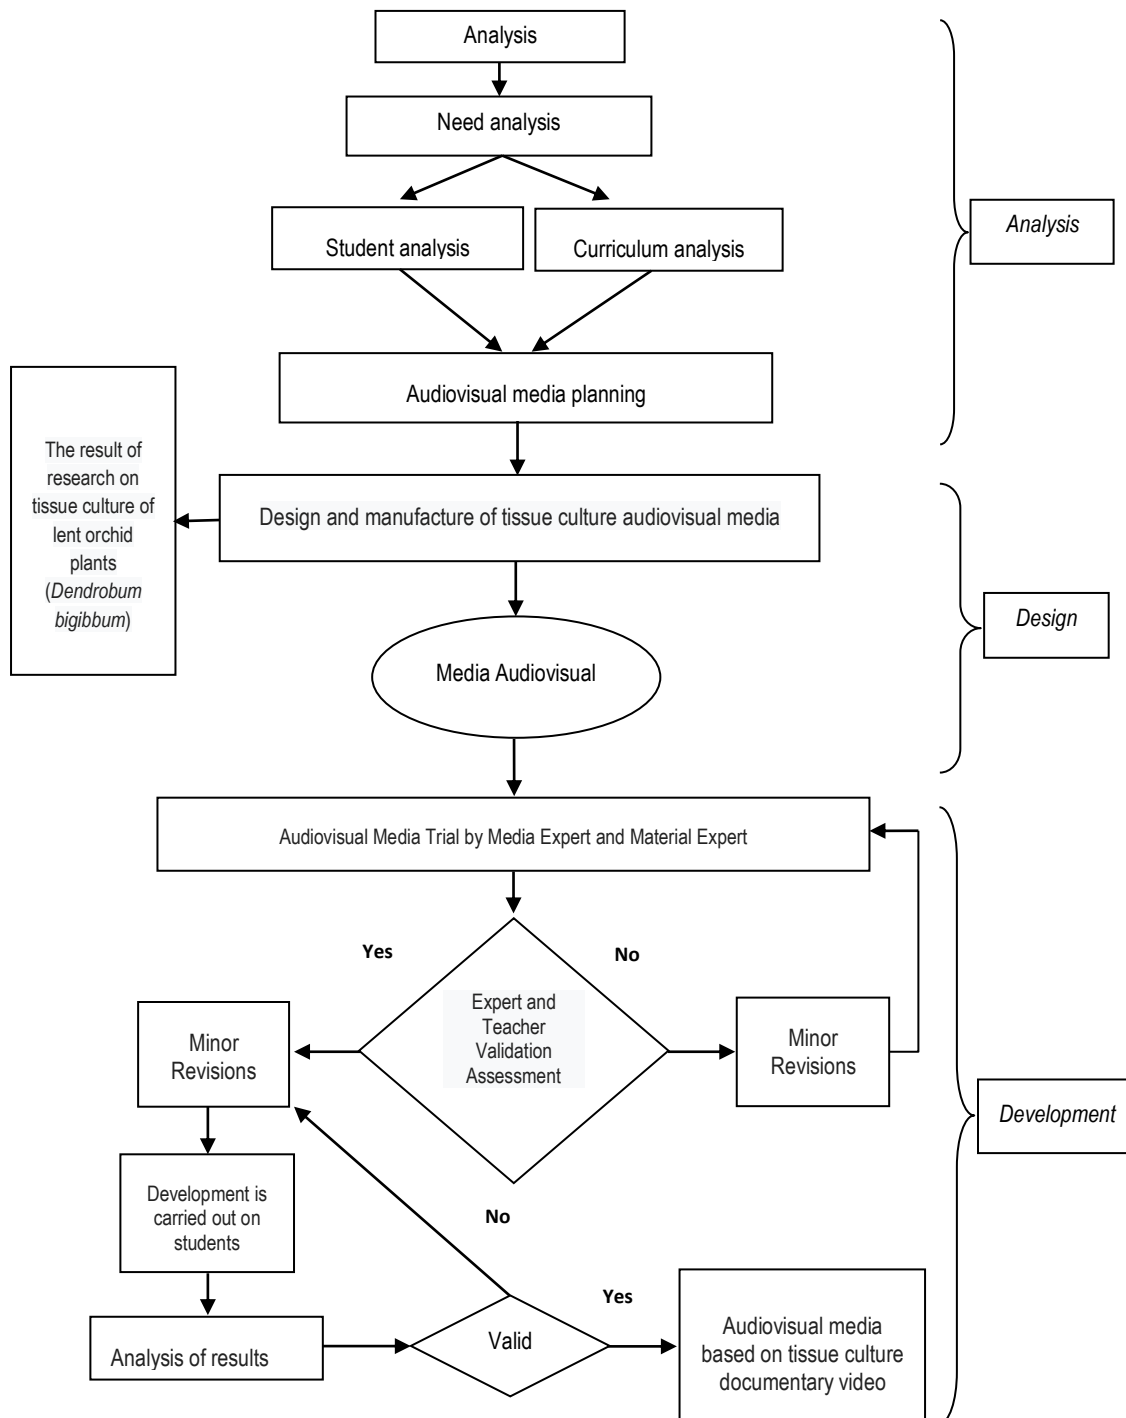 Analysis
Need analysis
Student analysis
Curriculum analysis
Analysis
Audiovisual media planning
The result of
research on
tissue culture of
lent orchid
plants
(Dendrobum
bigibbum)
Design and manufacture of tissue culture audiovisual media
Media Audiovisual
Design
Audiovisual Media Trial by Media Expert and Material Expert
Yes
No
Expert and
Teacher
Validation
Assessment
Minor
Revisions
Minor
Revisions
Development
Development is
carried out on
students
No
Yes
Analysis of results
Valid
Audiovisual media
based on tissue culture
documentary video